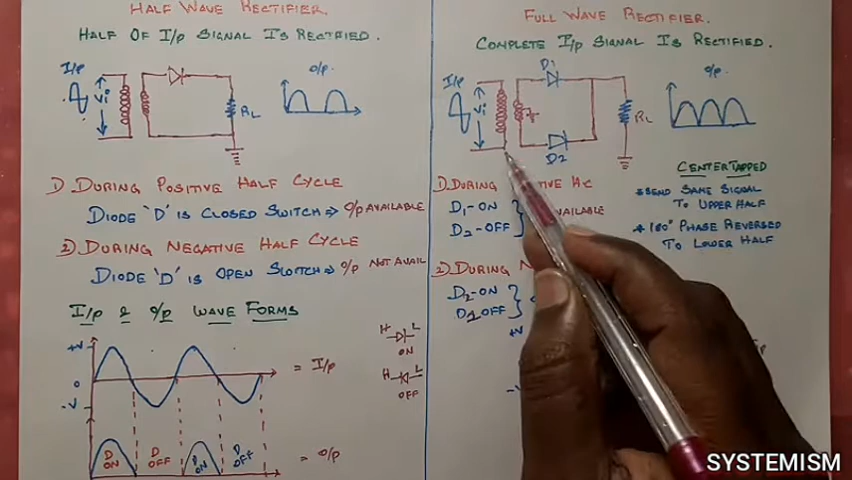 HALF WAVE RECTIFIER.
HALF OF I/p SIGNAL IS RECTIFIED.
I/p
Vi
RL
O/p
1). DURING POSITIVE HALF CYCLE
DIODE 'D' IS CLOSED SWITCH ⇒ O/p AVAILABLE
2). DURING NEGATIVE HALF CYCLE
DIODE 'D' IS OPEN SWITCH ⇒ O/p NOT AVAIL
I/p & O/p WAVE FORMS
+V
0
-V
= I/p
H L
ON
H L
OFF
D ON
D OFF
D ON
D OFF
= O/p
FULL WAVE RECTIFIER.
COMPLETE I/p SIGNAL IS RECTIFIED.
I/p
Vi
D1
D2
RL
O/p
1). DURING TIVE HC
D1-ON
D2-OFF
AVAILABLE
2). DURING N
D2-ON
D1 OFF
+V
CENTER TAPPED
* SEND SAME SIGNAL
TO UPPER HALF
* 180° PHASE REVERSED
TO LOWER HALF
SYSTEMISM